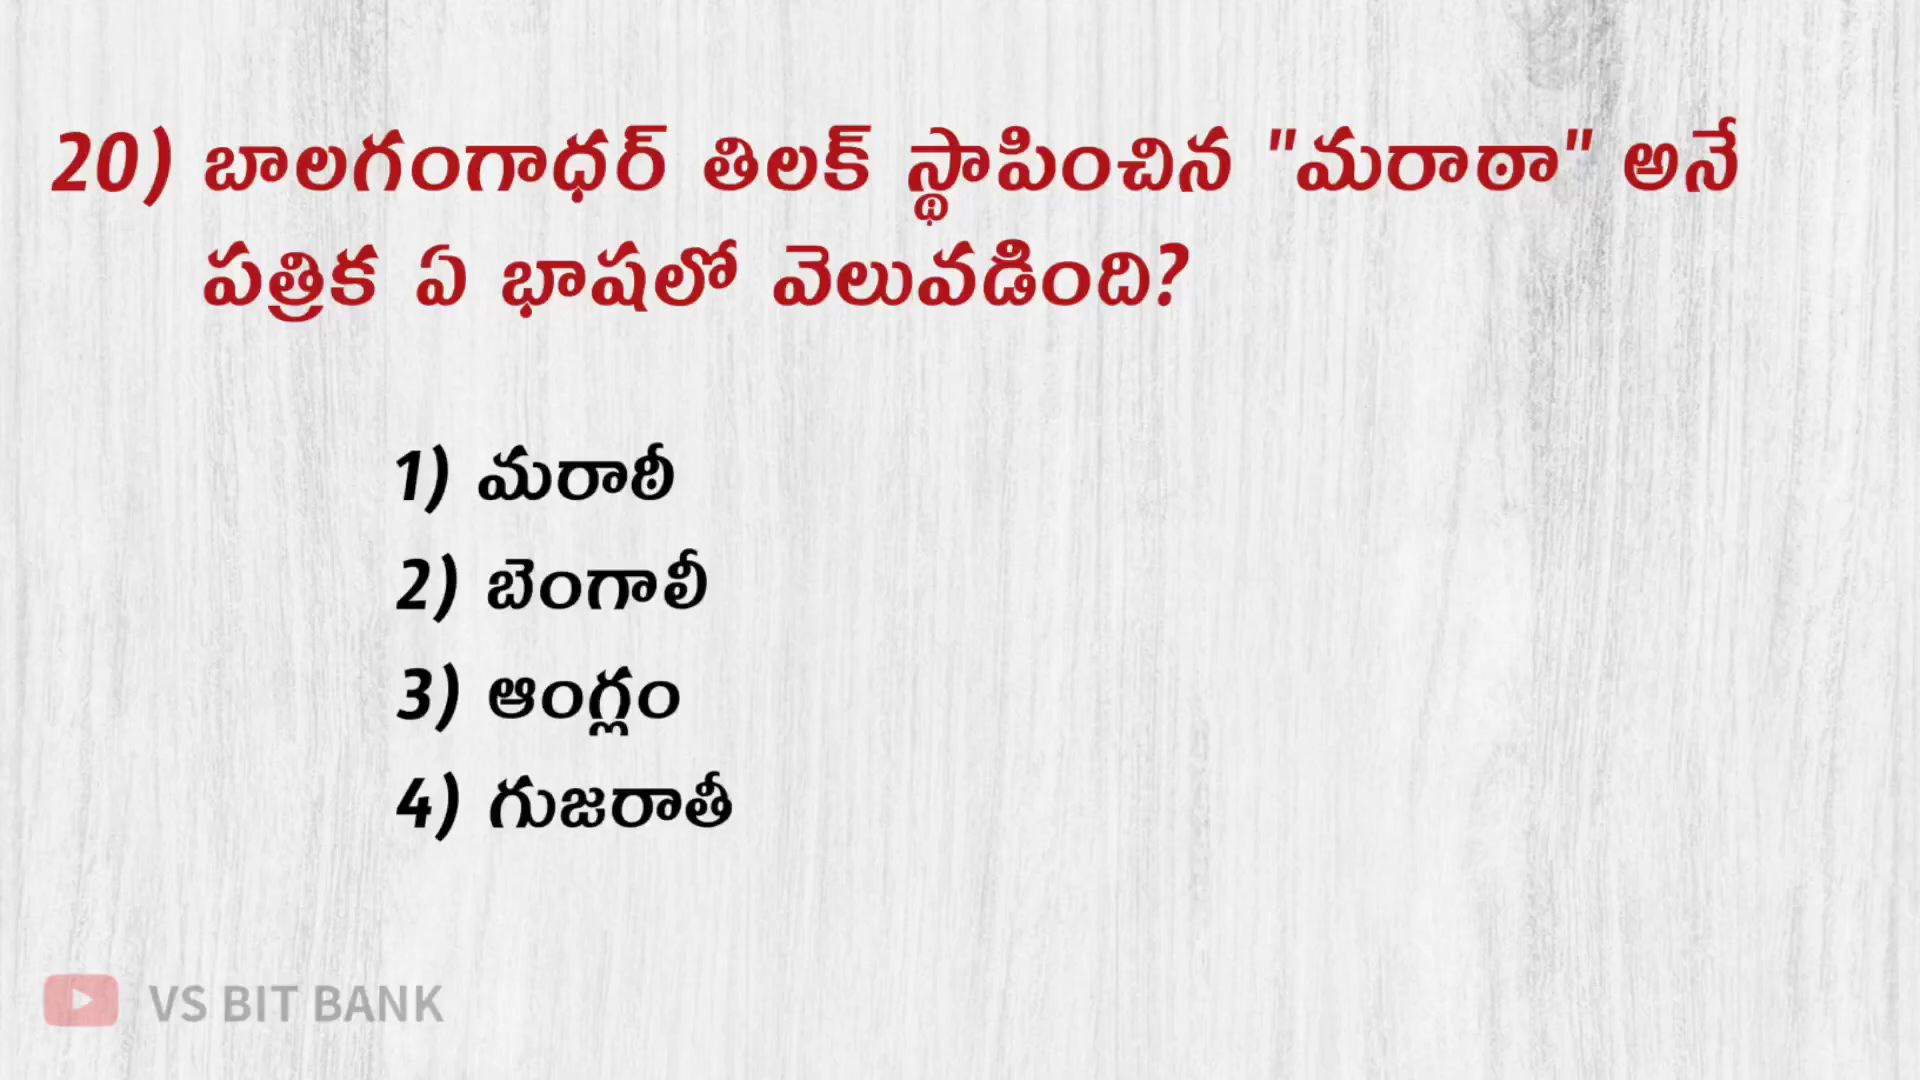 20) బాలగంగాధర్ తిలక్ స్థాపించిన "మరాఠా" అనే
పత్రిక ఏ భాషలో వెలువడింది?
1) మరాఠీ
2) బెంగాలీ
3) ఆంగ్లం
4) గుజరాతీ
VS BIT BANK